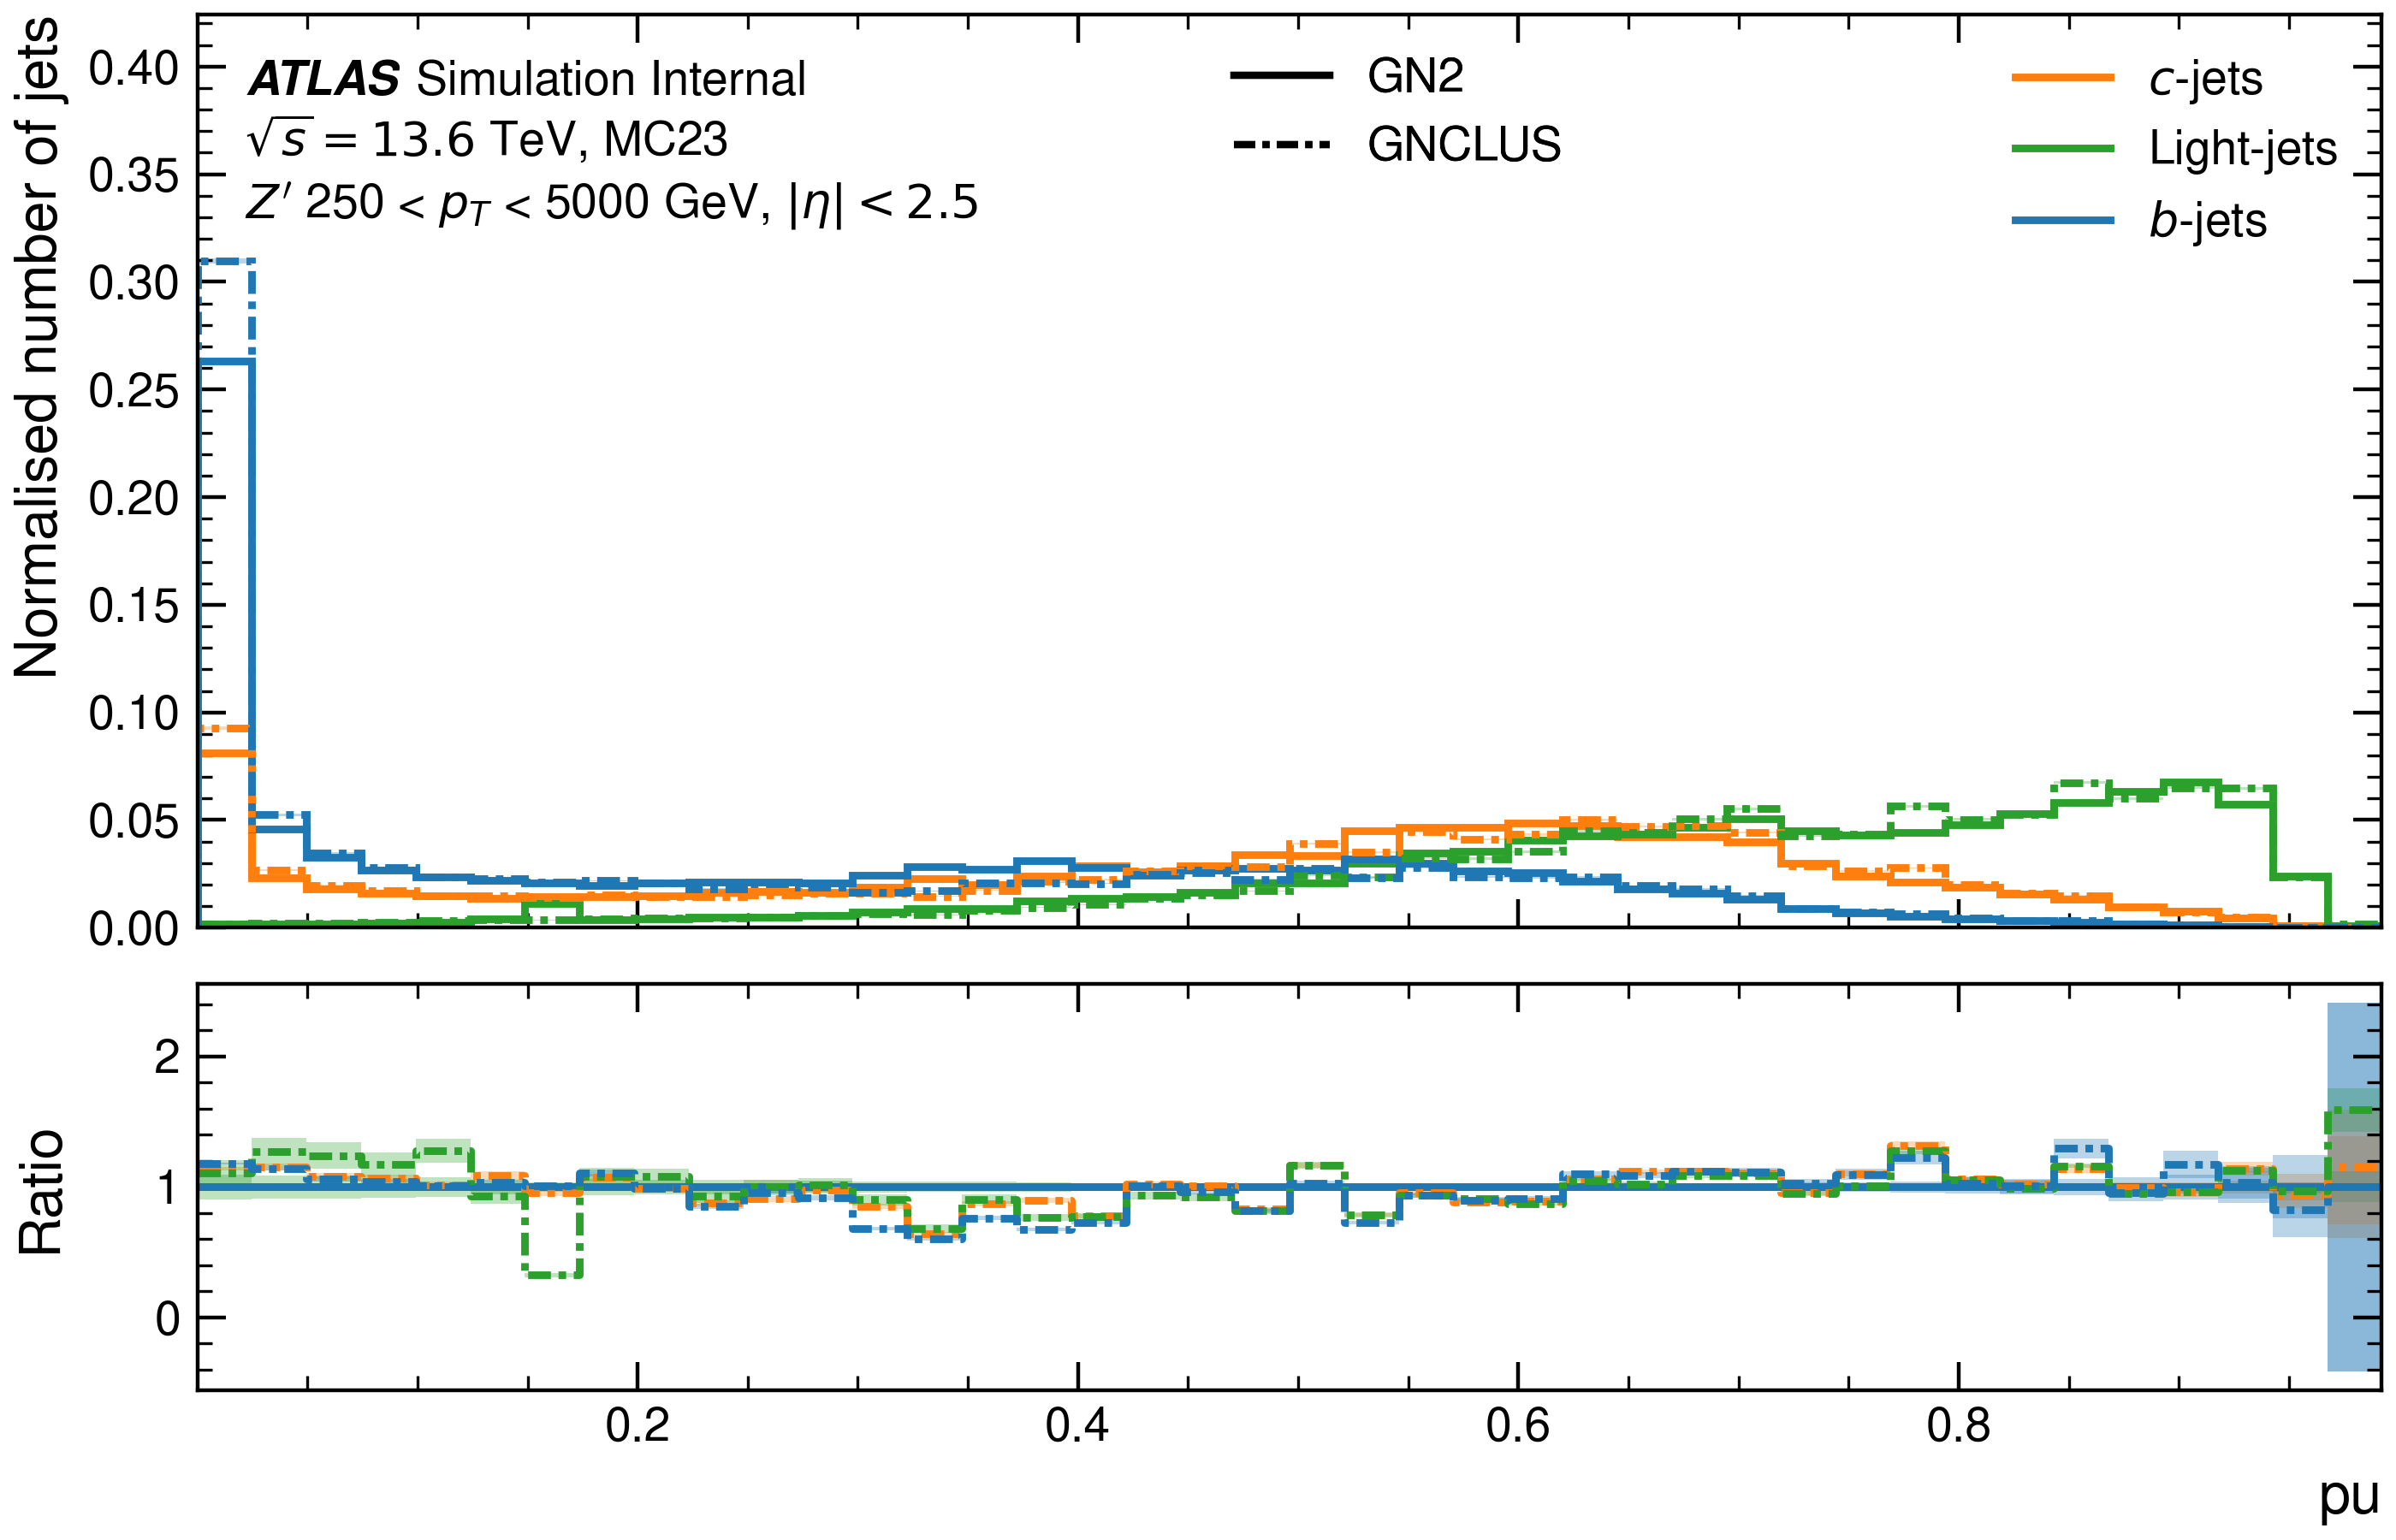 Normalised number of jets
0.40
0.35
0.30
0.25
0.20
0.15
0.10
0.05
0.00
ATLAS Simulation Internal
√s = 13.6 TeV, MC23
Z′ 250 < p_T < 5000 GeV, |η| < 2.5
GN2
GNCLUS
c-jets
Light-jets
b-jets
Ratio
2
1
0
0.2 0.4 0.6 0.8
pu